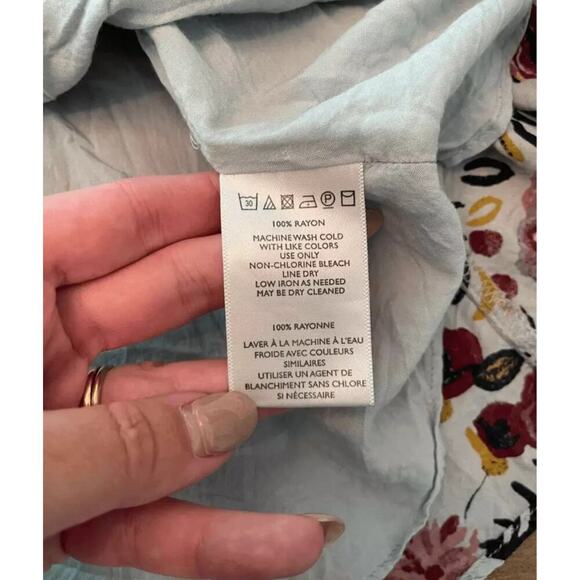 30 P
100% RAYON
MACHINE WASH COLD
WITH LIKE COLORS
USE ONLY
NON-CHLORINE BLEACH
LINE DRY
LOW IRON AS NEEDED
MAY BE DRY CLEANED
100% RAYONNE
LAVER À LA MACHINE À L'EAU
FROIDE AVEC COULEURS
SIMILAIRES
UTILISER UN AGENT DE
BLANCHIMENT SANS CHLORE
SI NÉCESSAIRE